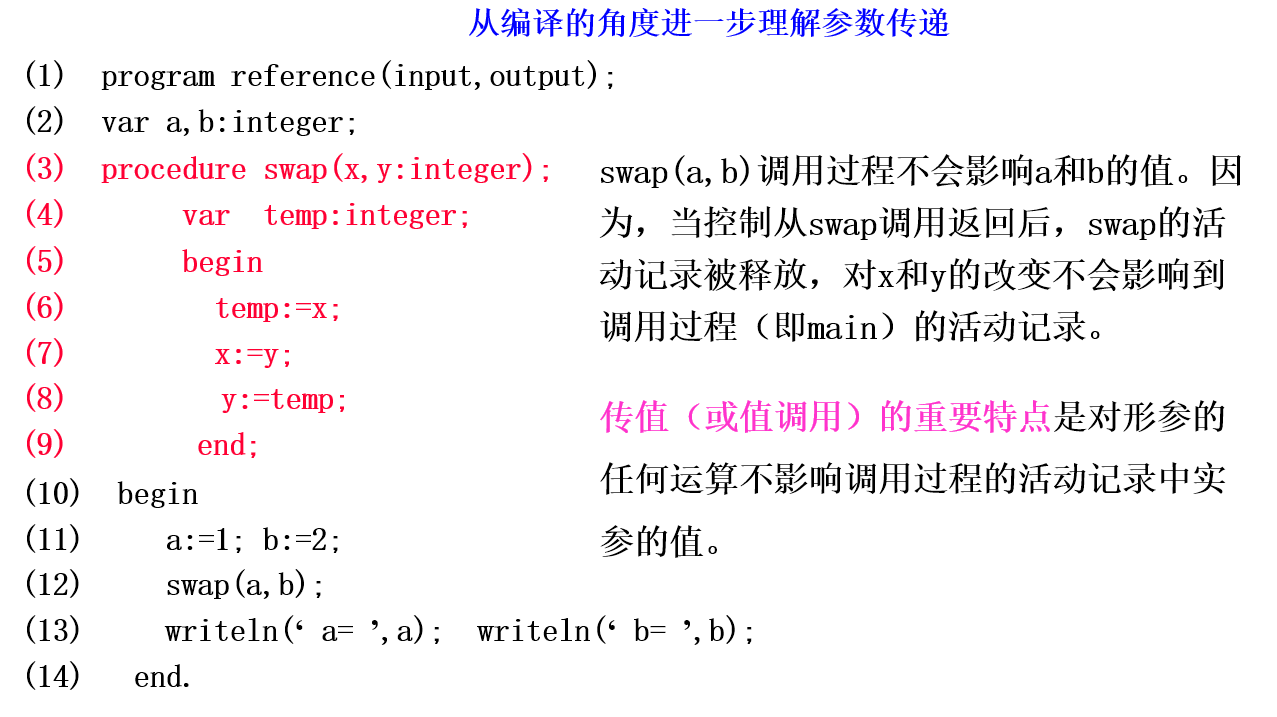 从编译的角度进一步理解参数传递
(1) program reference(input,output);
(2) var a,b:integer;
(3) procedure swap(x,y:integer);
(4) var temp:integer;
(5) begin
(6) temp:=x;
(7) x:=y;
(8) y:=temp;
(9) end;
(10) begin
(11) a:=1; b:=2;
(12) swap(a,b);
(13) writeln(‘ a= ’,a); writeln(‘ b= ’,b);
(14) end.
swap(a,b)调用过程不会影响a和b的值。因
为，当控制从swap调用返回后，swap的活
动记录被释放，对x和y的改变不会影响到
调用过程（即main）的活动记录。
传值（或值调用）的重要特点是对形参的
任何运算不影响调用过程的活动记录中实
参的值。